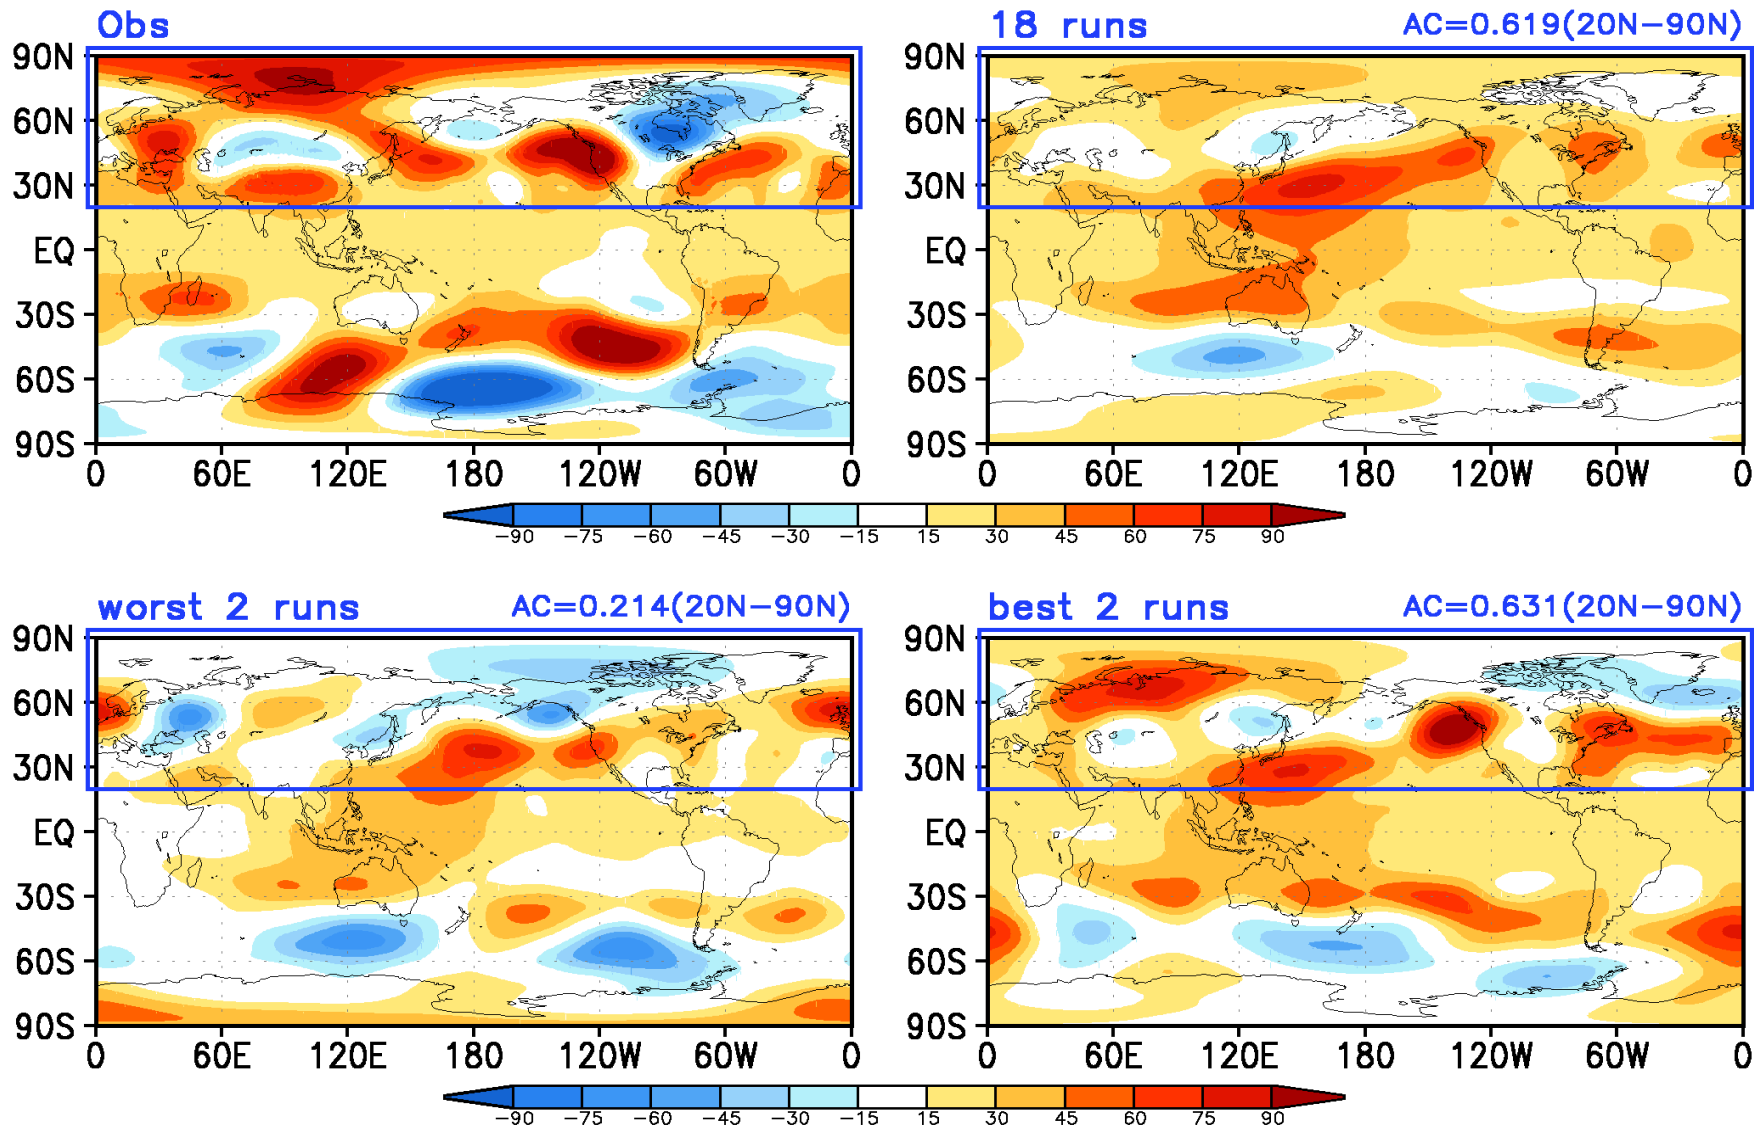 Obs
18 runs AC=0.619(20N−90N)
90N 90N
60N 60N
30N 30N
EQ EQ
30S 30S
60S 60S
90S 90S
0 60E 120E 180 120W 60W 0 0 60E 120E 180 120W 60W 0
−90 −75 −60 −45 −30 −15 15 30 45 60 75 90
worst 2 runs AC=0.214(20N−90N) best 2 runs AC=0.631(20N−90N)
90N 90N
60N 60N
30N 30N
EQ EQ
30S 30S
60S 60S
90S 90S
0 60E 120E 180 120W 60W 0 0 60E 120E 180 120W 60W 0
−90 −75 −60 −45 −30 −15 15 30 45 60 75 90